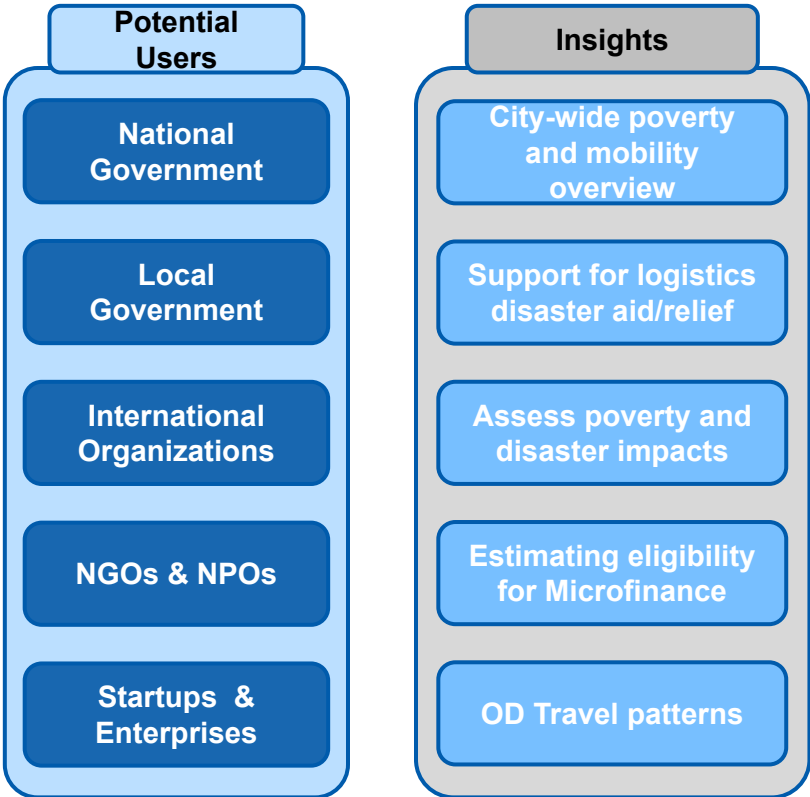 Potential
Users
National
Government
Local
Government
International
Organizations
NGOs & NPOs
Startups &
Enterprises
Insights
City-wide poverty
and mobility
overview
Support for logistics
disaster aid/relief
Assess poverty and
disaster impacts
Estimating eligibility
for Microfinance
OD Travel patterns